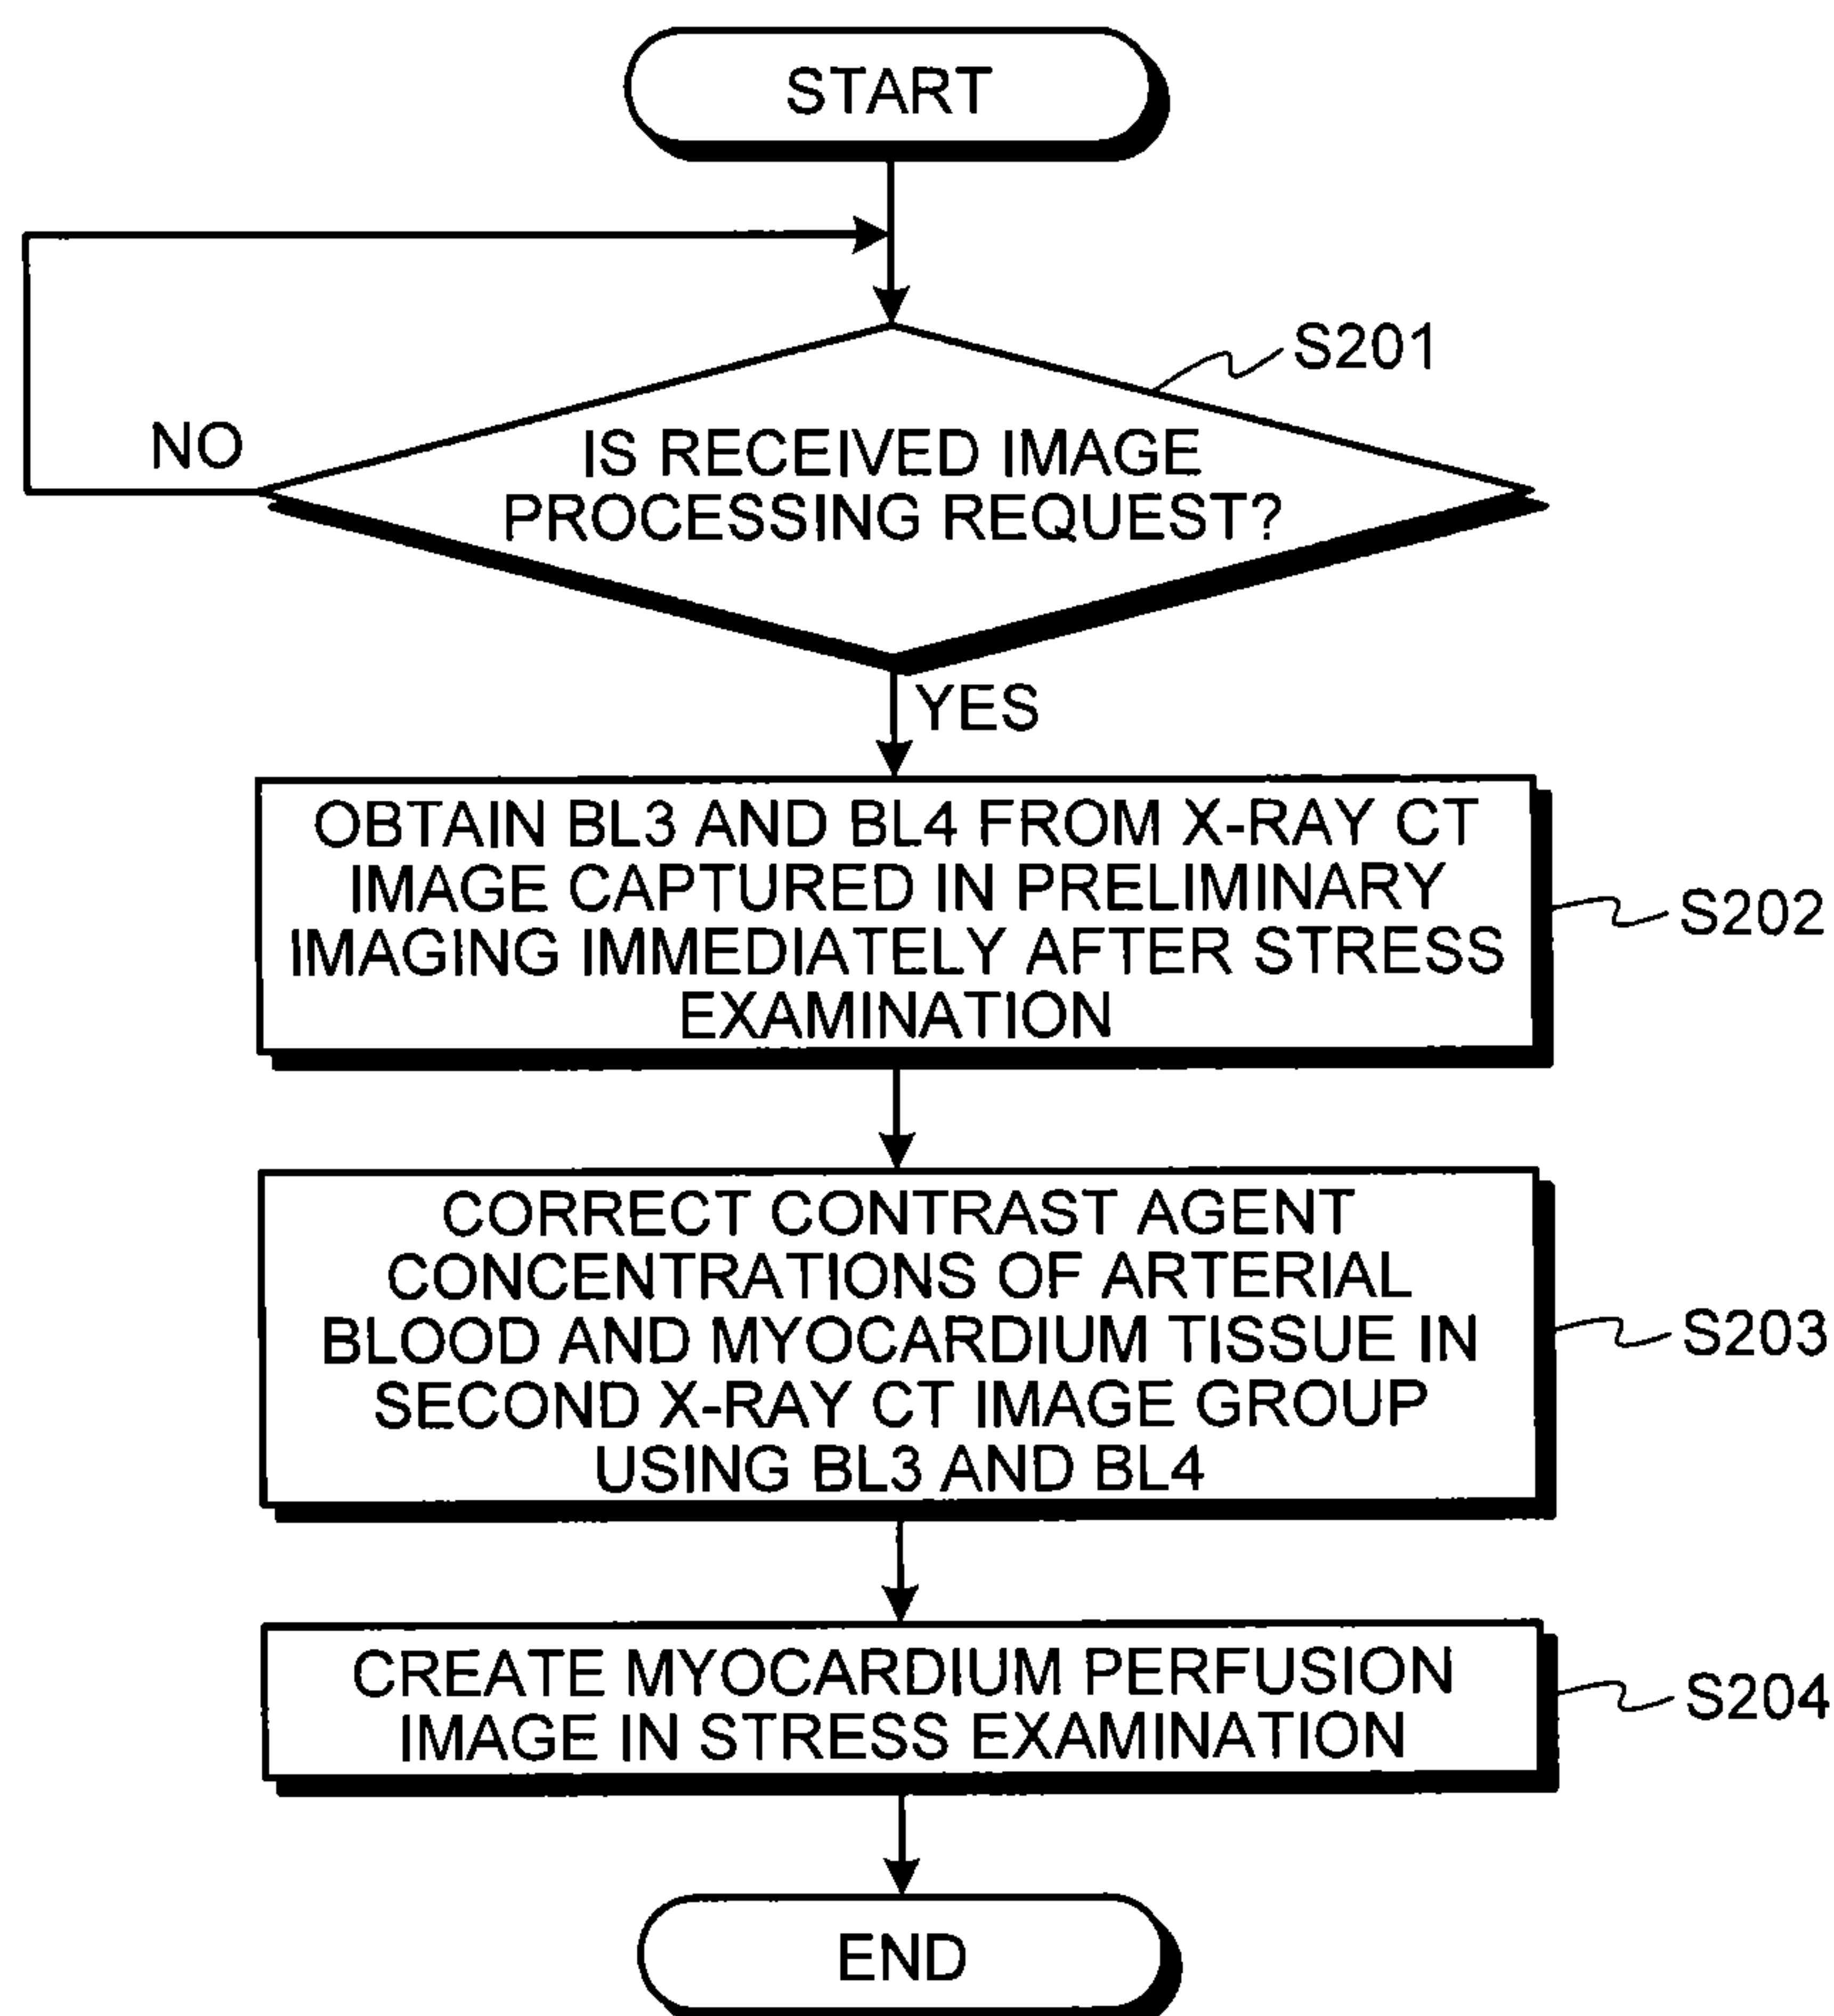 START
S201
NO
IS RECEIVED IMAGE
PROCESSING REQUEST?
YES
OBTAIN BL3 AND BL4 FROM X-RAY CT
IMAGE CAPTURED IN PRELIMINARY
IMAGING IMMEDIATELY AFTER STRESS
EXAMINATION
S202
CORRECT CONTRAST AGENT
CONCENTRATIONS OF ARTERIAL
BLOOD AND MYOCARDIUM TISSUE IN
SECOND X-RAY CT IMAGE GROUP
USING BL3 AND BL4
S203
CREATE MYOCARDIUM PERFUSION
IMAGE IN STRESS EXAMINATION
S204
END